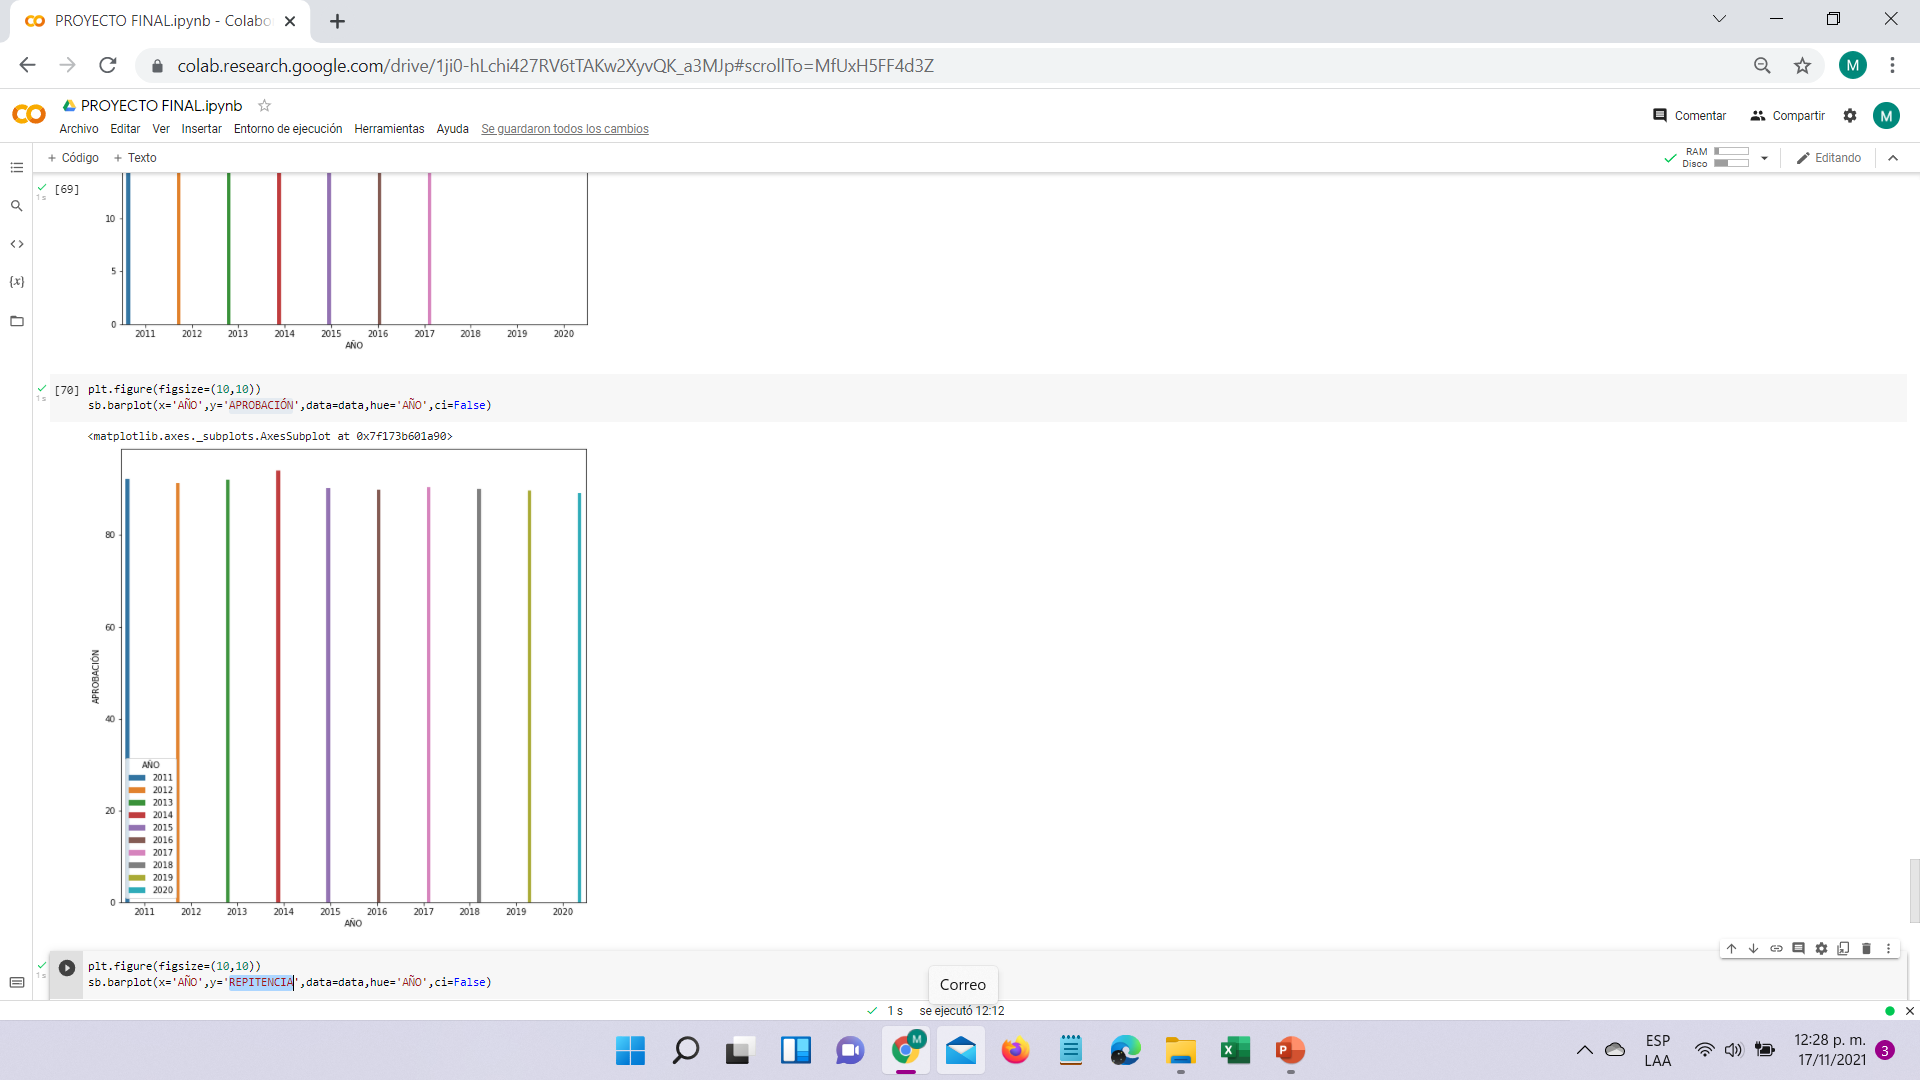 PROYECTO FINAL.ipynb - Colabo
colab.research.google.com/drive/1ji0-hLchi427RV6tTAKw2XyvQK_a3MJp#scrollTo=MfUxH5FF4d3Z
M
PROYECTO FINAL.ipynb
Archivo Editar Ver Insertar Entorno de ejecución Herramientas Ayuda Se guardaron todos los cambios
Comentar Compartir M
+ Código + Texto
RAM
Disco
Editando
[69]
1 s
10
5
0
2011 2012 2013 2014 2015 2016 2017 2018 2019 2020
AÑO
[70] plt.figure(figsize=(10,10))
1 s
sb.barplot(x='AÑO',y='APROBACIÓN',data=data,hue='AÑO',ci=False)
<matplotlib.axes._subplots.AxesSubplot at 0x7f173b601a90>
80
60
APROBACIÓN
40
20
0
AÑO
2011
2012
2013
2014
2015
2016
2017
2018
2019
2020
2011 2012 2013 2014 2015 2016 2017 2018 2019 2020
AÑO
plt.figure(figsize=(10,10))
1 s
sb.barplot(x='AÑO',y='REPITENCIA',data=data,hue='AÑO',ci=False)
Correo
1 s se ejecutó 12:12
M
ESP
LAA
12:28 p. m.
17/11/2021
3